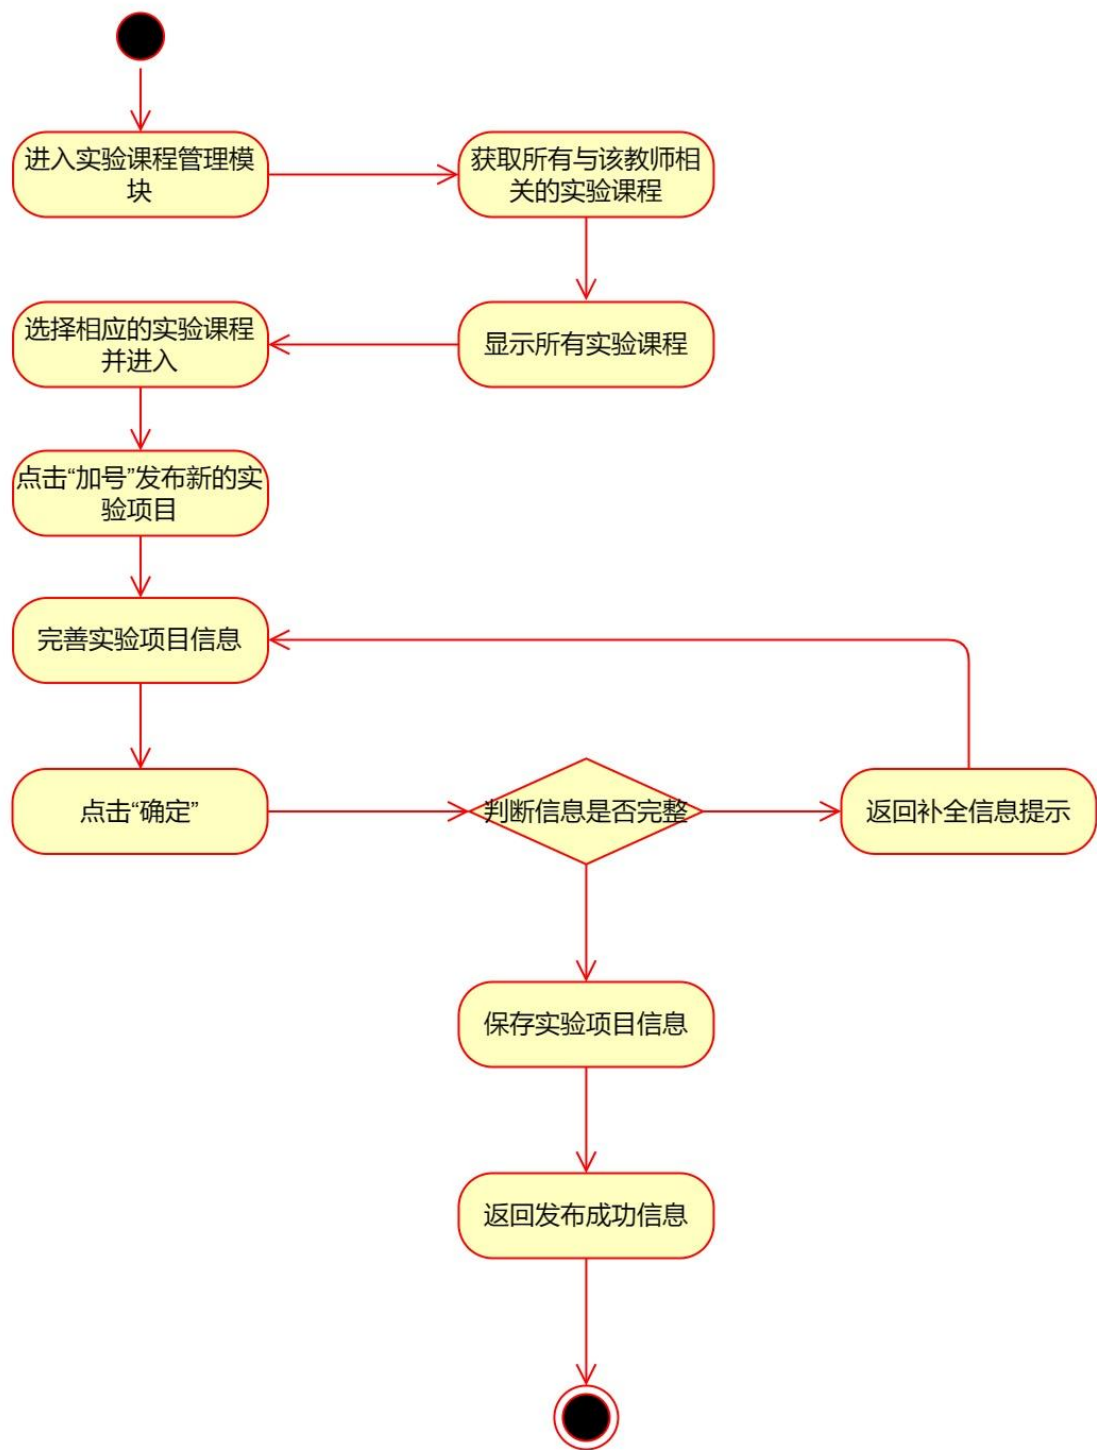 进入实验课程管理模
块
获取所有与该教师相
关的实验课程
选择相应的实验课程
并进入
显示所有实验课程
点击“加号”发布新的实
验项目
完善实验项目信息
点击“确定”
判断信息是否完整
返回补全信息提示
保存实验项目信息
返回发布成功信息